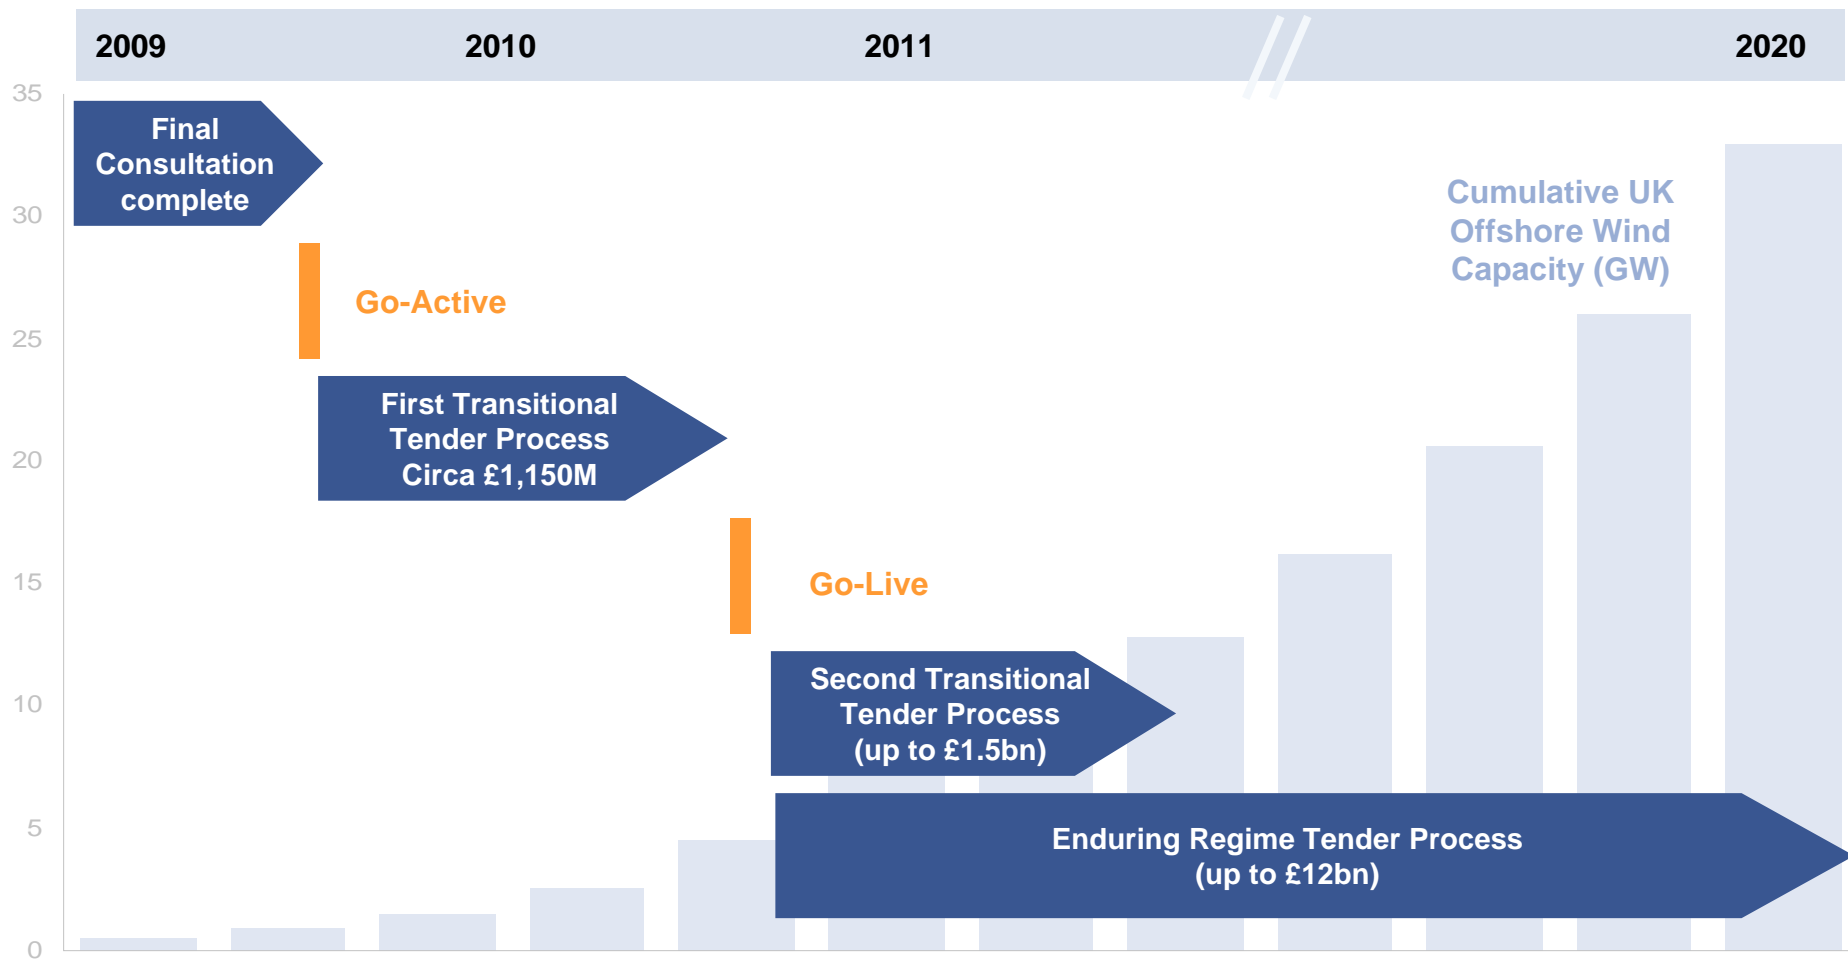 2009 2010 2011 2020
35
Final
Consultation
complete
30
Cumulative UK
Offshore Wind
Capacity (GW)
Go-Active
25
First Transitional
Tender Process
Circa £1,150M
20
15
Go-Live
Second Transitional
Tender Process
(up to £1.5bn)
10
5
Enduring Regime Tender Process
(up to £12bn)
0